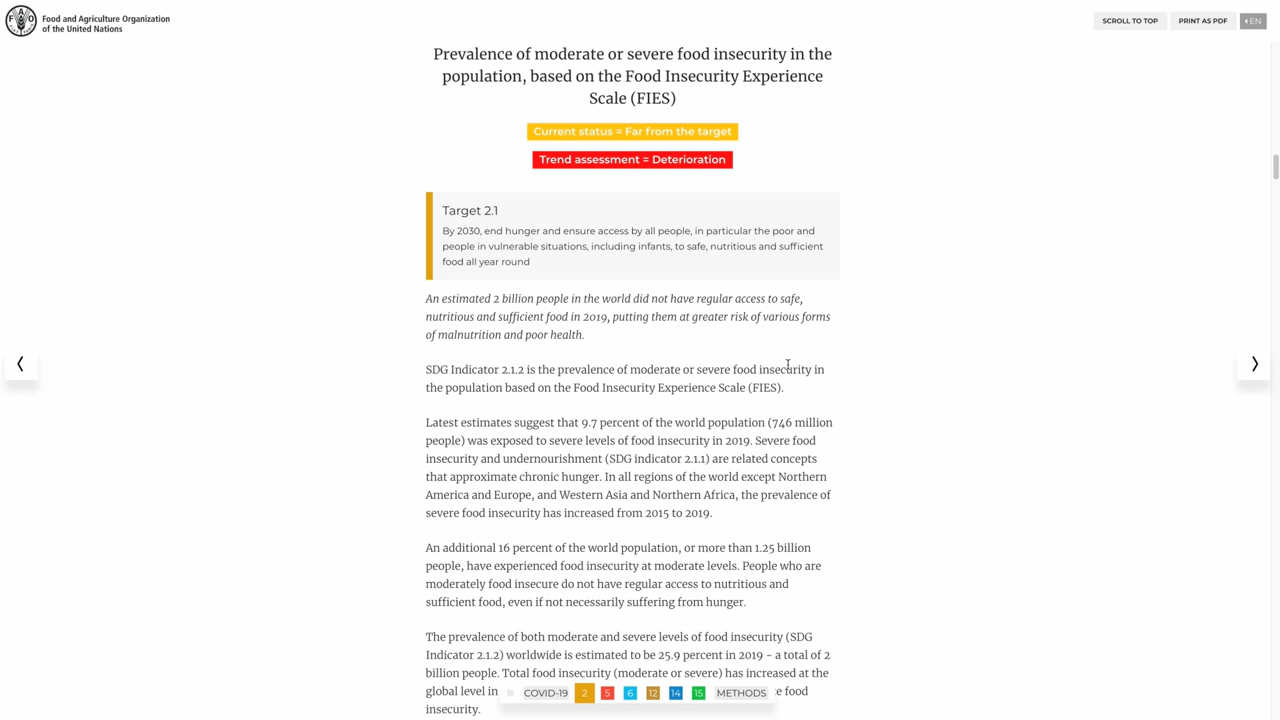 Food and Agriculture Organization
of the United Nations
SCROLL TO TOP
PRINT AS PDF
EN
Prevalence of moderate or severe food insecurity in the
population, based on the Food Insecurity Experience
Scale (FIES)
Current status = Far from the target
Trend assessment = Deterioration
Target 2.1
By 2030, end hunger and ensure access by all people, in particular the poor and
people in vulnerable situations, including infants, to safe, nutritious and sufficient
food all year round
An estimated 2 billion people in the world did not have regular access to safe,
nutritious and sufficient food in 2019, putting them at greater risk of various forms
of malnutrition and poor health.
SDG Indicator 2.1.2 is the prevalence of moderate or severe food insecurity in
the population based on the Food Insecurity Experience Scale (FIES).
Latest estimates suggest that 9.7 percent of the world population (746 million
people) was exposed to severe levels of food insecurity in 2019. Severe food
insecurity and undernourishment (SDG indicator 2.1.1) are related concepts
that approximate chronic hunger. In all regions of the world except Northern
America and Europe, and Western Asia and Northern Africa, the prevalence of
severe food insecurity has increased from 2015 to 2019.
An additional 16 percent of the world population, or more than 1.25 billion
people, have experienced food insecurity at moderate levels. People who are
moderately food insecure do not have regular access to nutritious and
sufficient food, even if not necessarily suffering from hunger.
The prevalence of both moderate and severe levels of food insecurity (SDG
Indicator 2.1.2) worldwide is estimated to be 25.9 percent in 2019 - a total of 2
billion people. Total food insecurity (moderate or severe) has increased at the
global level in food
COVID-19 2 5 6 12 14 15 METHODS
insecurity.